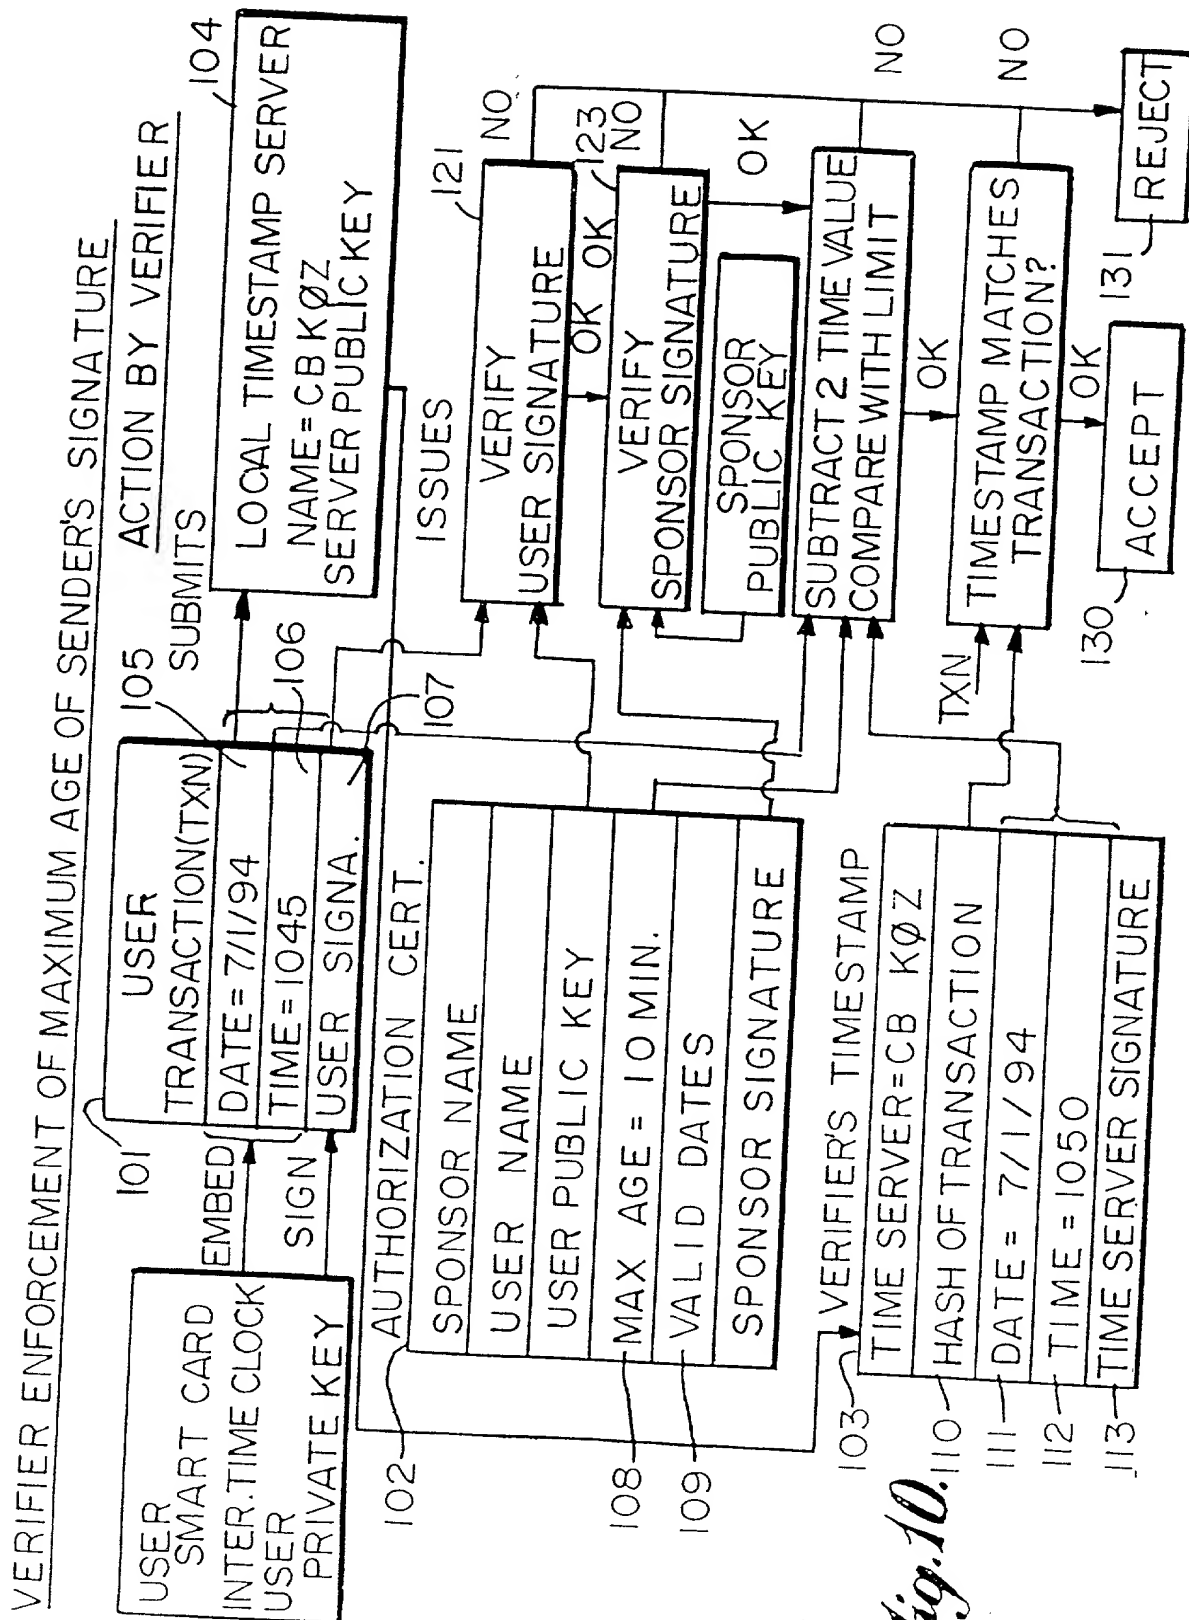 VERIFIER ENFORCEMENT OF MAXIMUM AGE OF SENDER'S SIGNATURE
ACTION BY VERIFIER
USER
SMART CARD
INTER.TIME CLOCK
USER
PRIVATE KEY
EMBED
SIGN
101
USER
TRANSACTION(TXN)
DATE=7/1/94
TIME=1045
USER SIGNA.
105
106
107
SUBMITS
104
LOCAL TIMESTAMP SERVER
NAME=CB KØZ
SERVER PUBLIC KEY
ISSUES
102
AUTHORIZATION CERT.
SPONSOR NAME
USER NAME
USER PUBLIC KEY
MAX AGE = 10 MIN.
VALID DATES
SPONSOR SIGNATURE
108
109
121
VERIFY
USER SIGNATURE
NO
OK
OK
123
VERIFY
SPONSOR SIGNATURE
NO
OK
SPONSOR
PUBLIC KEY
SUBTRACT 2 TIME VALUE
COMPARE WITH LIMIT
NO
OK
103
VERIFIER'S TIMESTAMP
TIME SERVER=CB KØZ
HASH OF TRANSACTION
DATE = 7/1/94
TIME = 1050
TIME SERVER SIGNATURE
110
111
112
113
TXN
TIMESTAMP MATCHES
TRANSACTION?
NO
OK
130
ACCEPT
131
REJECT
Fig.10.